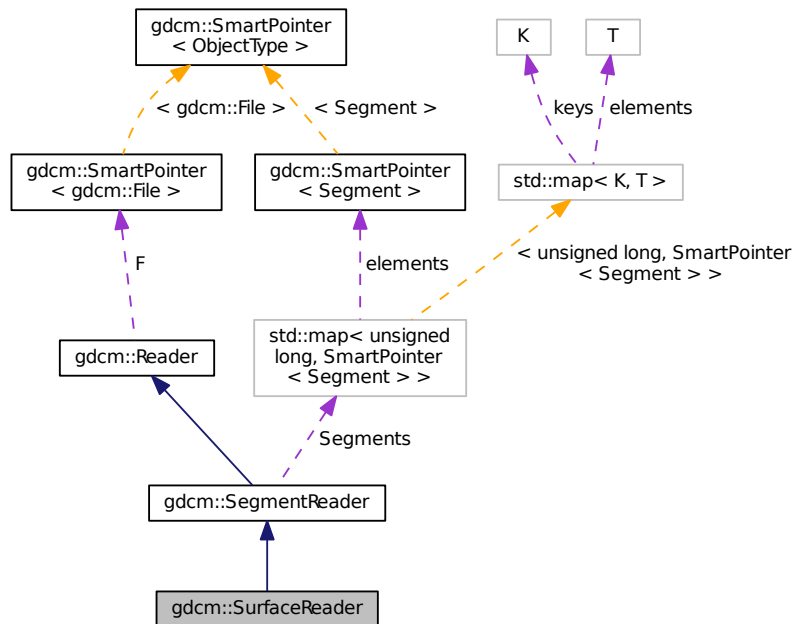 gdcm::SmartPointer
< ObjectType >
K
T
< gdcm::File >
< Segment >
keys
elements
gdcm::SmartPointer
< gdcm::File >
gdcm::SmartPointer
< Segment >
std::map< K, T >
F
elements
< unsigned long, SmartPointer
< Segment > >
gdcm::Reader
std::map< unsigned
long, SmartPointer
< Segment > >
Segments
gdcm::SegmentReader
gdcm::SurfaceReader